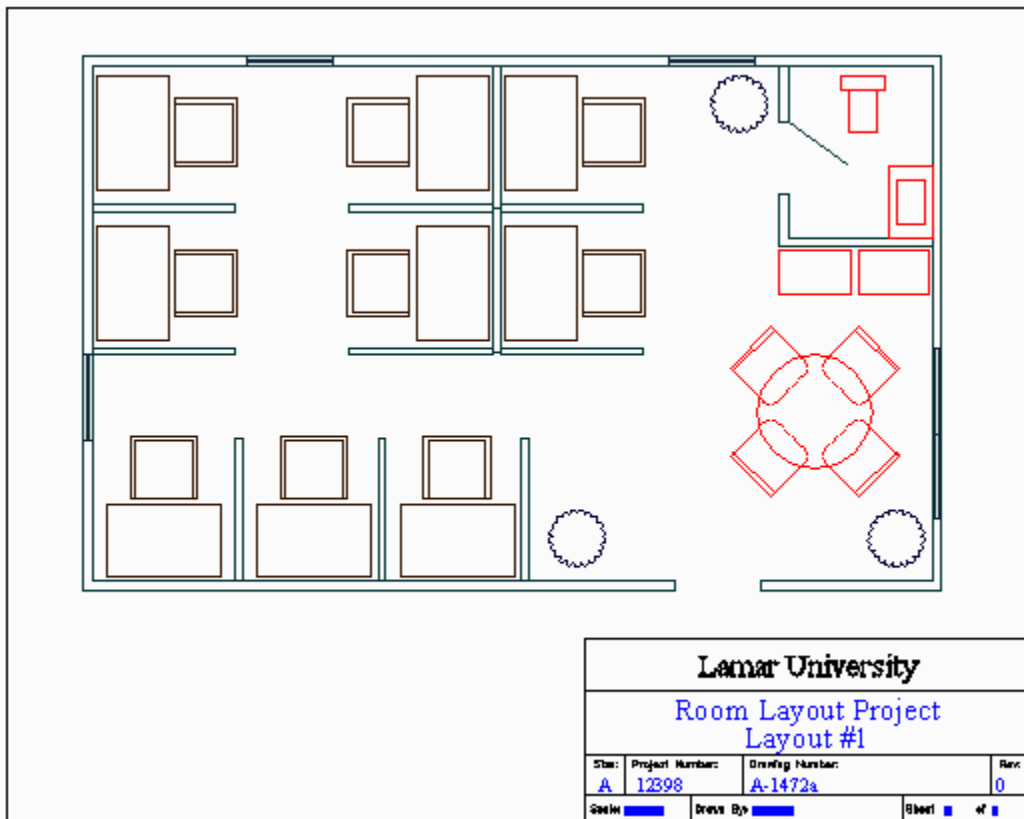 Lamar University
Room Layout Project
Layout #1
Size: Project Number: Drawing Number: Rev:
A 12398 A-1472a 0
Scale: Drawn By: Sheet of